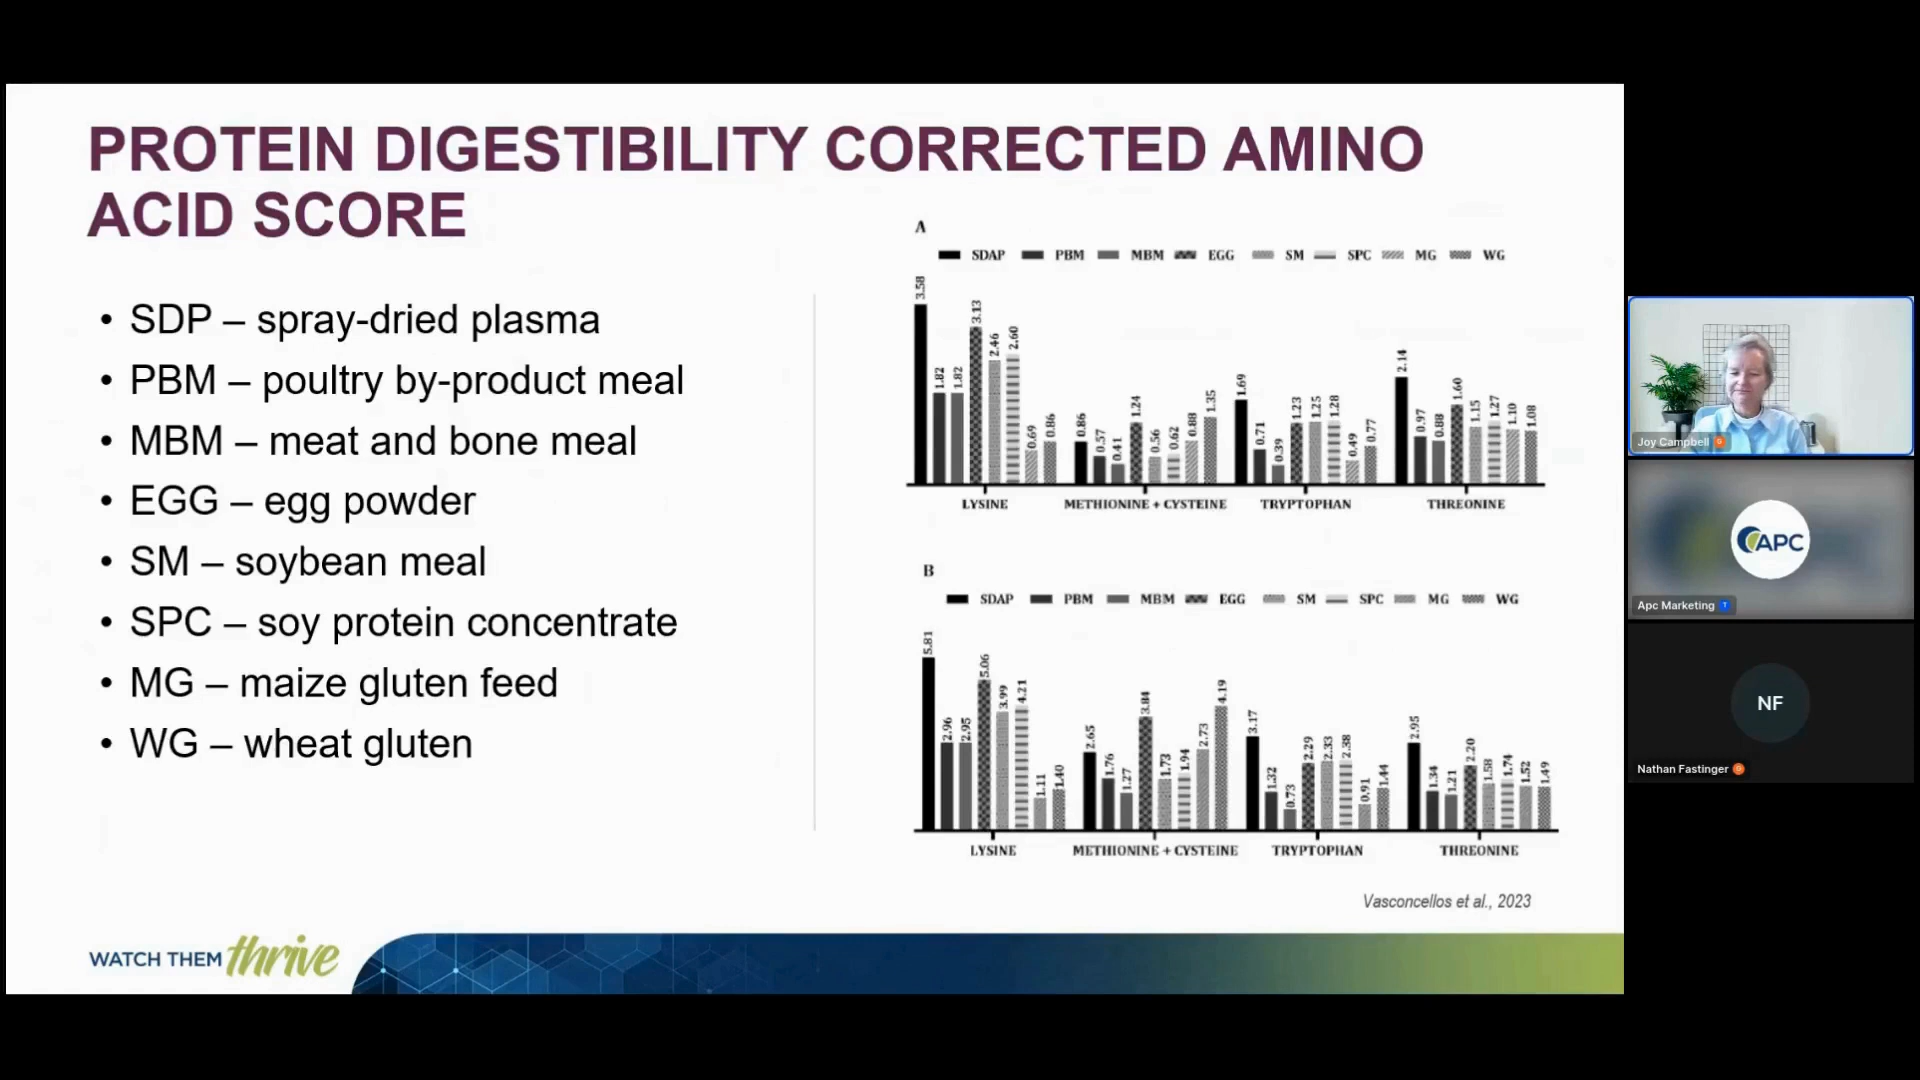 PROTEIN DIGESTIBILITY CORRECTED AMINO
ACID SCORE
• SDP – spray-dried plasma
• PBM – poultry by-product meal
• MBM – meat and bone meal
• EGG – egg powder
• SM – soybean meal
• SPC – soy protein concentrate
• MG – maize gluten feed
• WG – wheat gluten
A
SDAP PBM MBM EGG SM SPC MG WG
3.58 1.82 1.82 3.13 2.46 2.60 0.69 0.86
0.86 0.57 0.41 1.24 0.56 0.62 0.88 1.35
1.69 0.71 0.39 1.23 1.25 1.28 0.49 0.77
2.14 0.97 0.88 1.60 1.15 1.27 1.10 1.08
LYSINE METHIONINE + CYSTEINE TRYPTOPHAN THREONINE
B
SDAP PBM MBM EGG SM SPC MG WG
5.81 2.96 2.95 5.06 3.99 4.21 1.11 1.40
2.65 1.76 1.27 3.84 1.73 1.94 2.73 4.19
3.17 1.32 0.73 2.29 2.33 2.38 0.91 1.44
2.95 1.34 1.21 2.20 1.58 1.74 1.52 1.49
LYSINE METHIONINE + CYSTEINE TRYPTOPHAN THREONINE
Vasconcellos et al., 2023
WATCH THEM thrive
Joy Campbell G
APC
Apc Marketing T
NF
Nathan Fastinger G